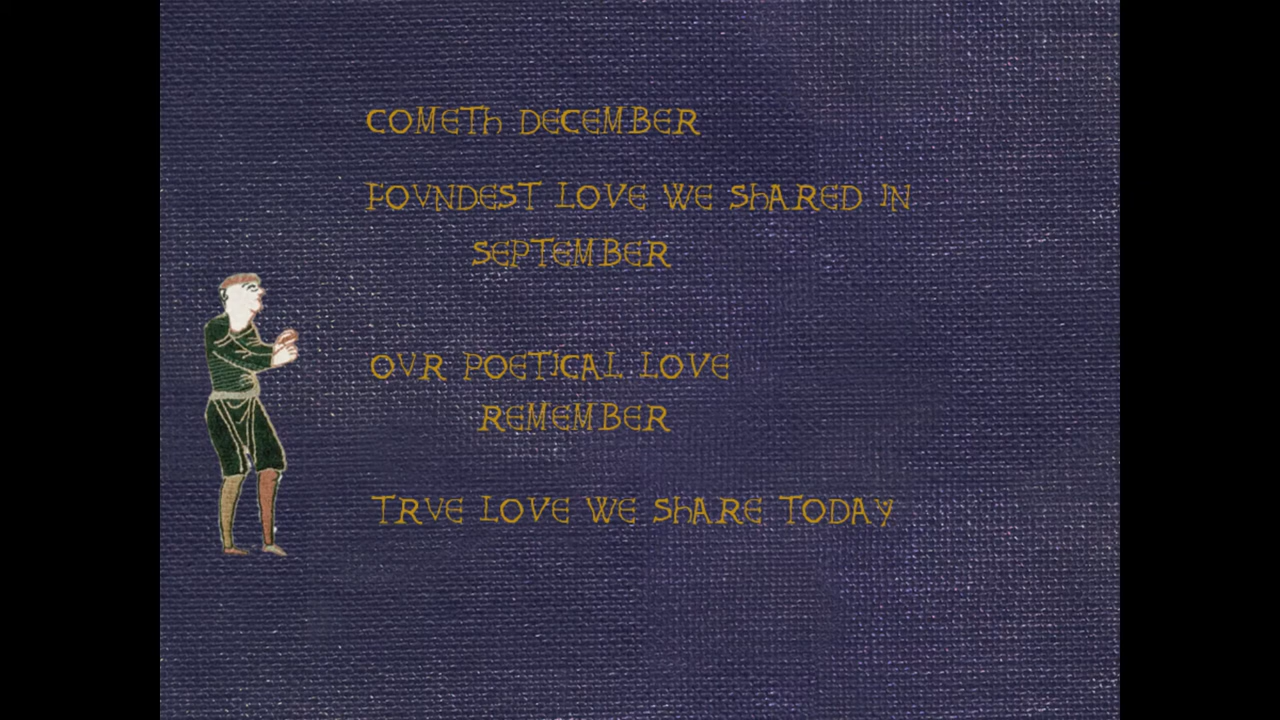 COMETh DECEMBER
FOVNDEST LOVE WE ShARED IN
SEPTEMBER
OVR POETICAL LOVE
REMEMBER
TRVE LOVE WE ShARE TODAY